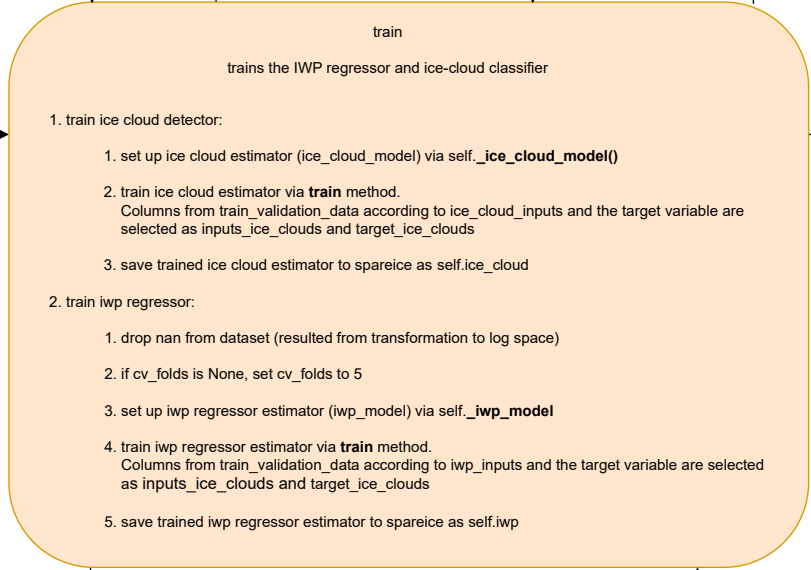 train
trains the IWP regressor and ice-cloud classifier
1. train ice cloud detector:
1. set up ice cloud estimator (ice_cloud_model) via self._ice_cloud_model()
2. train ice cloud estimator via train method.
Columns from train_validation_data according to ice_cloud_inputs and the target variable are
selected as inputs_ice_clouds and target_ice_clouds
3. save trained ice cloud estimator to spareice as self.ice_cloud
2. train iwp regressor:
1. drop nan from dataset (resulted from transformation to log space)
2. if cv_folds is None, set cv_folds to 5
3. set up iwp regressor estimator (iwp_model) via self._iwp_model
4. train iwp regressor estimator via train method.
Columns from train_validation_data according to iwp_inputs and the target variable are selected
as inputs_ice_clouds and target_ice_clouds
5. save trained iwp regressor estimator to spareice as self.iwp